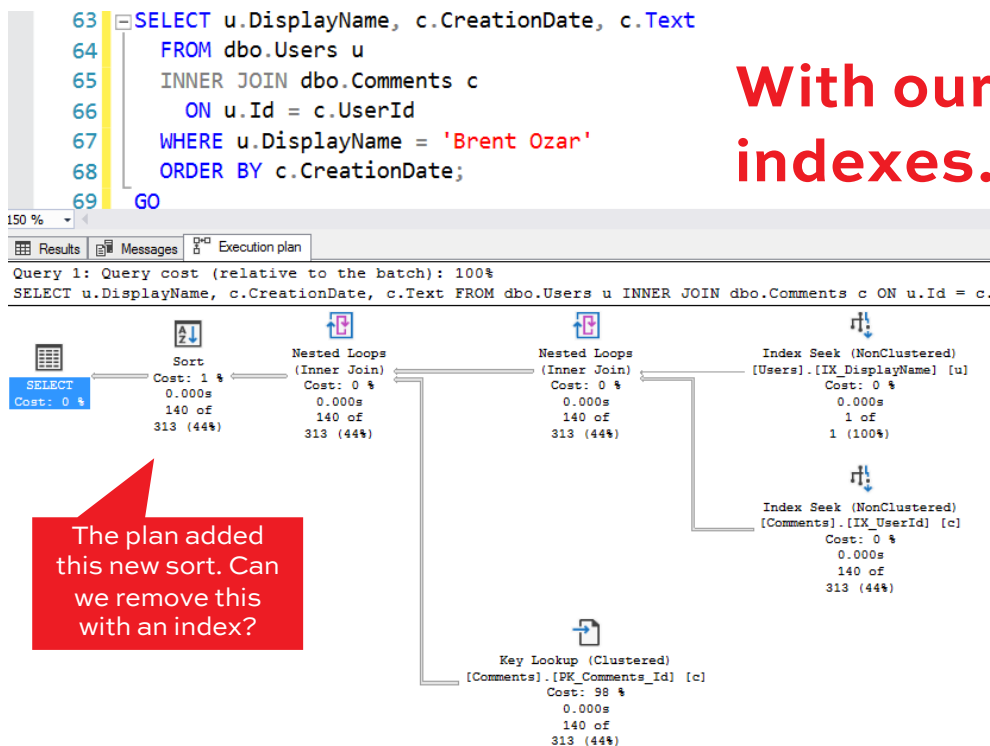 63 SELECT u.DisplayName, c.CreationDate, c.Text
64 FROM dbo.Users u
65 INNER JOIN dbo.Comments c
66 ON u.Id = c.UserId
67 WHERE u.DisplayName = 'Brent Ozar'
68 ORDER BY c.CreationDate;
69 GO
With our
indexes.
150 %
Results Messages Execution plan
Query 1: Query cost (relative to the batch): 100%
SELECT u.DisplayName, c.CreationDate, c.Text FROM dbo.Users u INNER JOIN dbo.Comments c ON u.Id = c.
SELECT
Cost: 0 %
Sort
Cost: 1 %
0.000s
140 of
313 (44%)
Nested Loops
(Inner Join)
Cost: 0 %
0.000s
140 of
313 (44%)
Nested Loops
(Inner Join)
Cost: 0 %
0.000s
140 of
313 (44%)
Index Seek (NonClustered)
[Users].[IX_DisplayName] [u]
Cost: 0 %
0.000s
1 of
1 (100%)
Index Seek (NonClustered)
[Comments].[IX_UserId] [c]
Cost: 0 %
0.000s
140 of
313 (44%)
The plan added
this new sort. Can
we remove this
with an index?
Key Lookup (Clustered)
[Comments].[PK_Comments_Id] [c]
Cost: 98 %
0.000s
140 of
313 (44%)